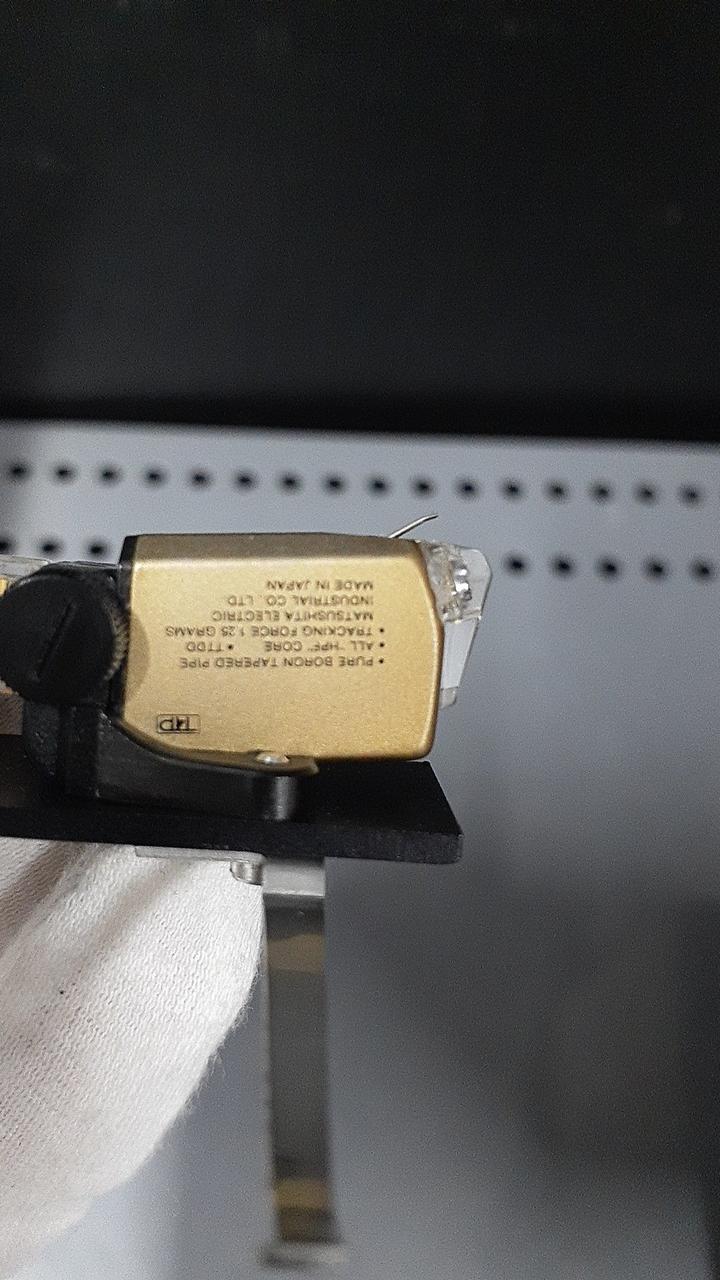 • PURE BORON TAPERED PIPE
• ALL "HPF" CORE • TTDD
• TRACKING FORCE 1.25 GRAMS
MATSUSHITA ELECTRIC
INDUSTRIAL CO., LTD.
MADE IN JAPAN